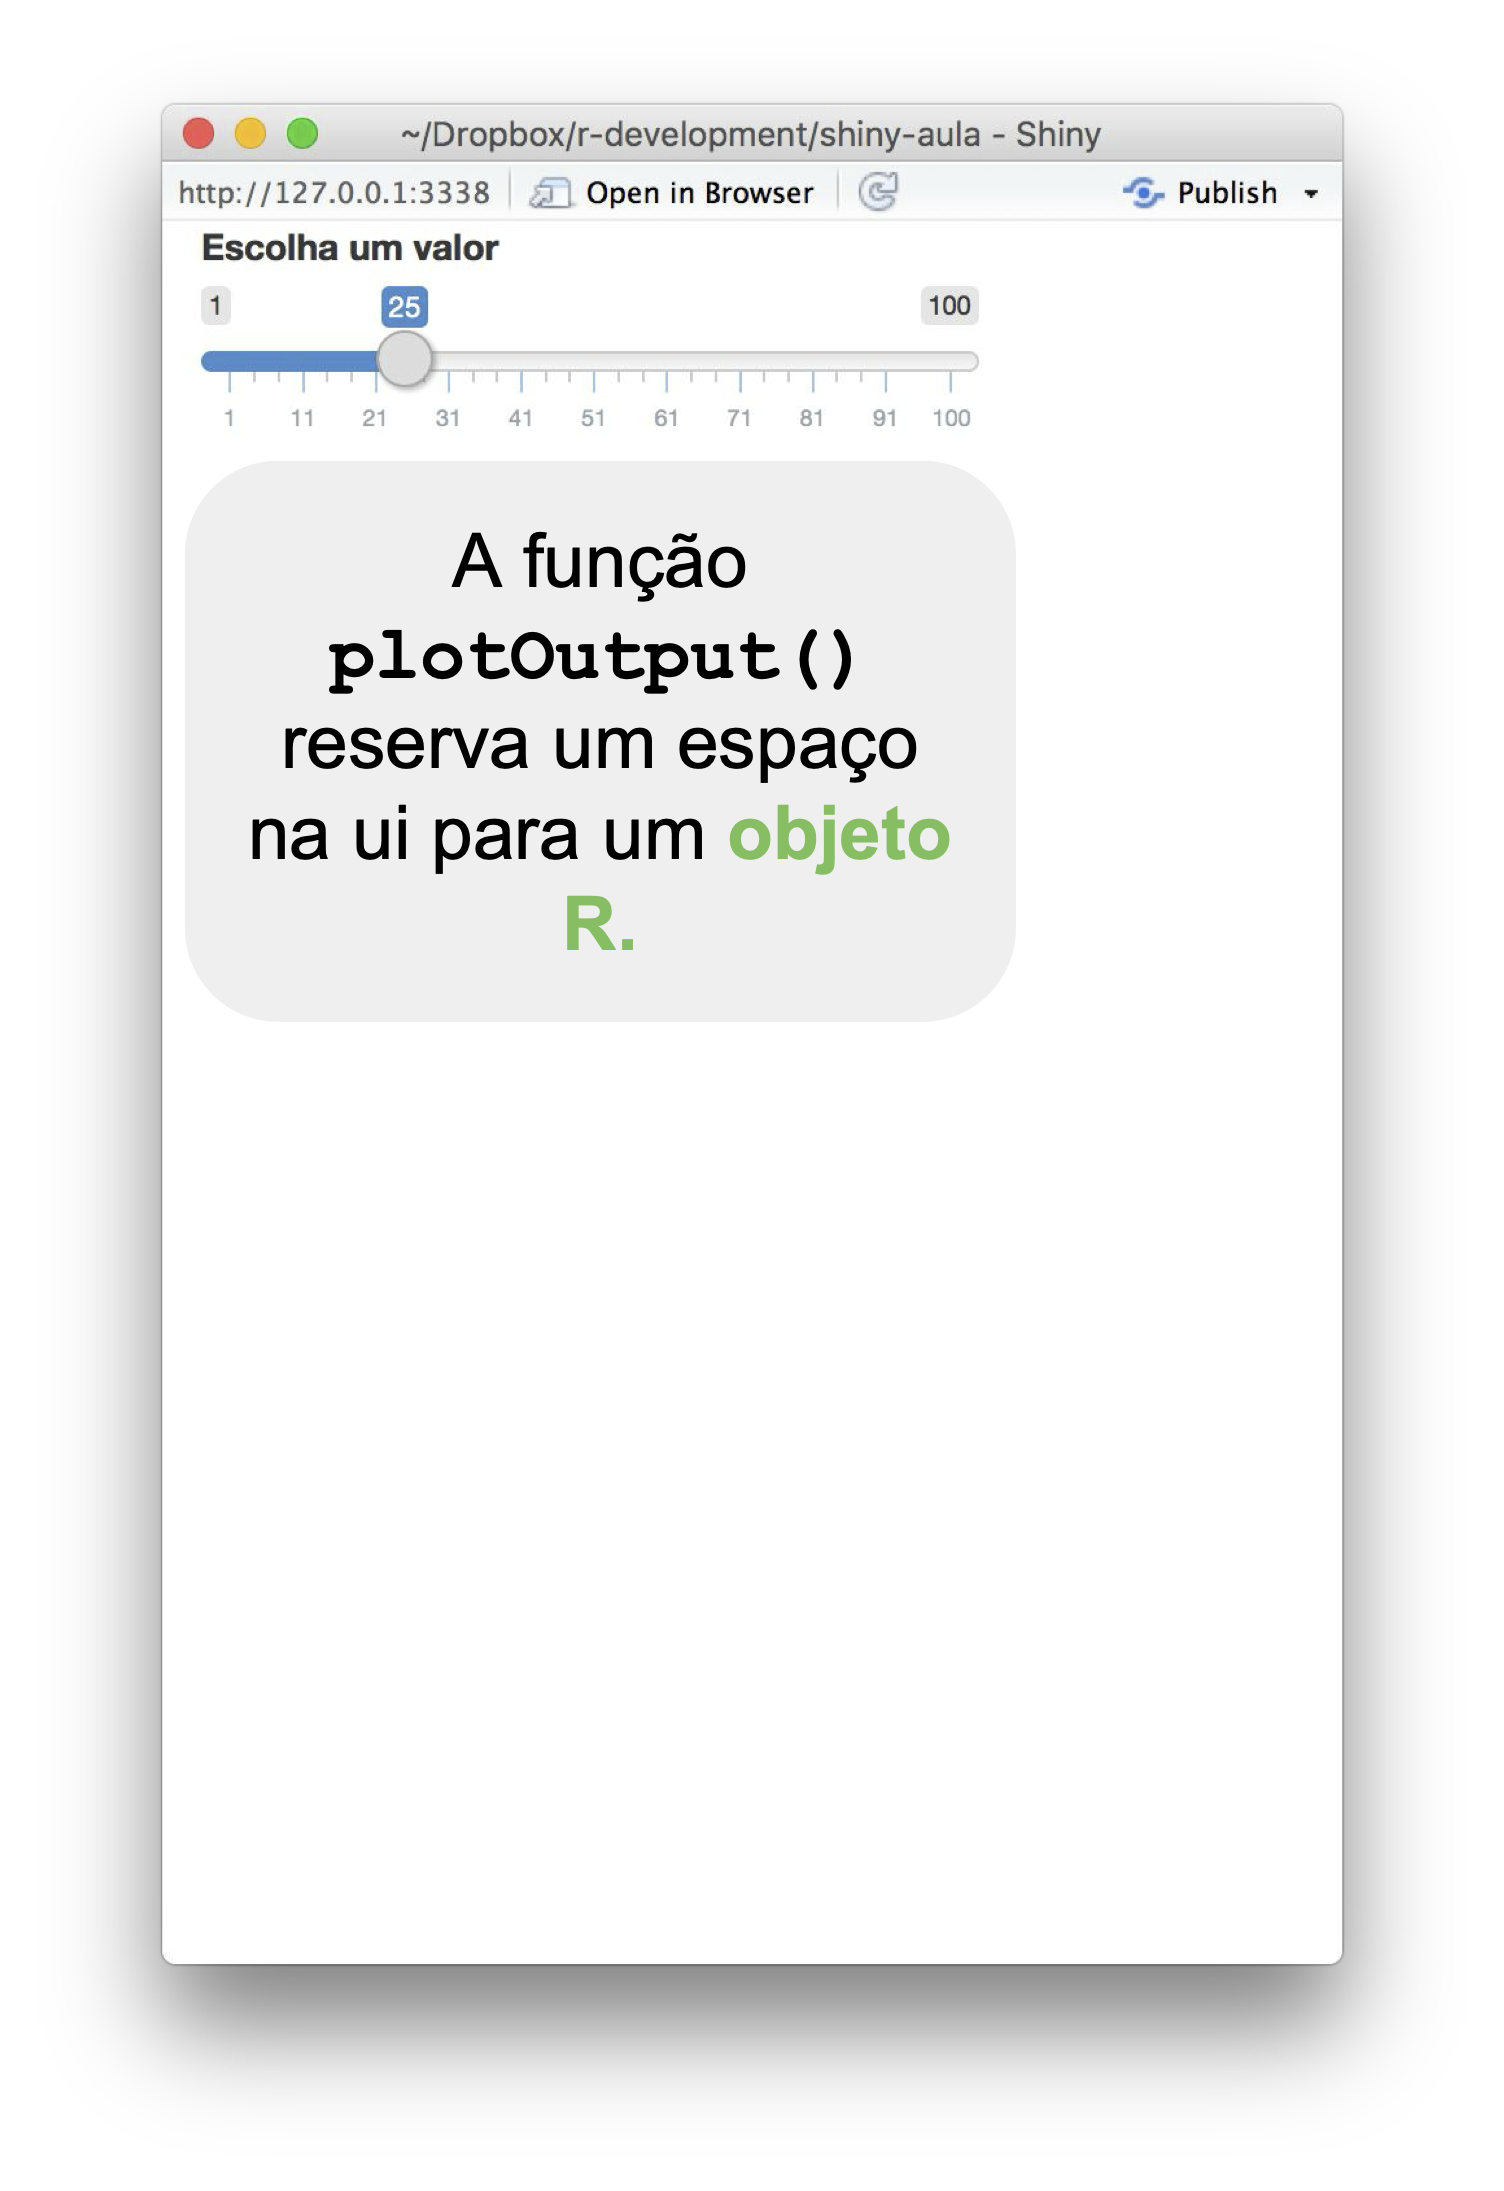 ~/Dropbox/r-development/shiny-aula - Shiny
http://127.0.0.1:3338 Open in Browser Publish
Escolha um valor
1 25 100
1 11 21 31 41 51 61 71 81 91 100
A função
plotOutput()
reserva um espaço
na ui para um objeto
R.